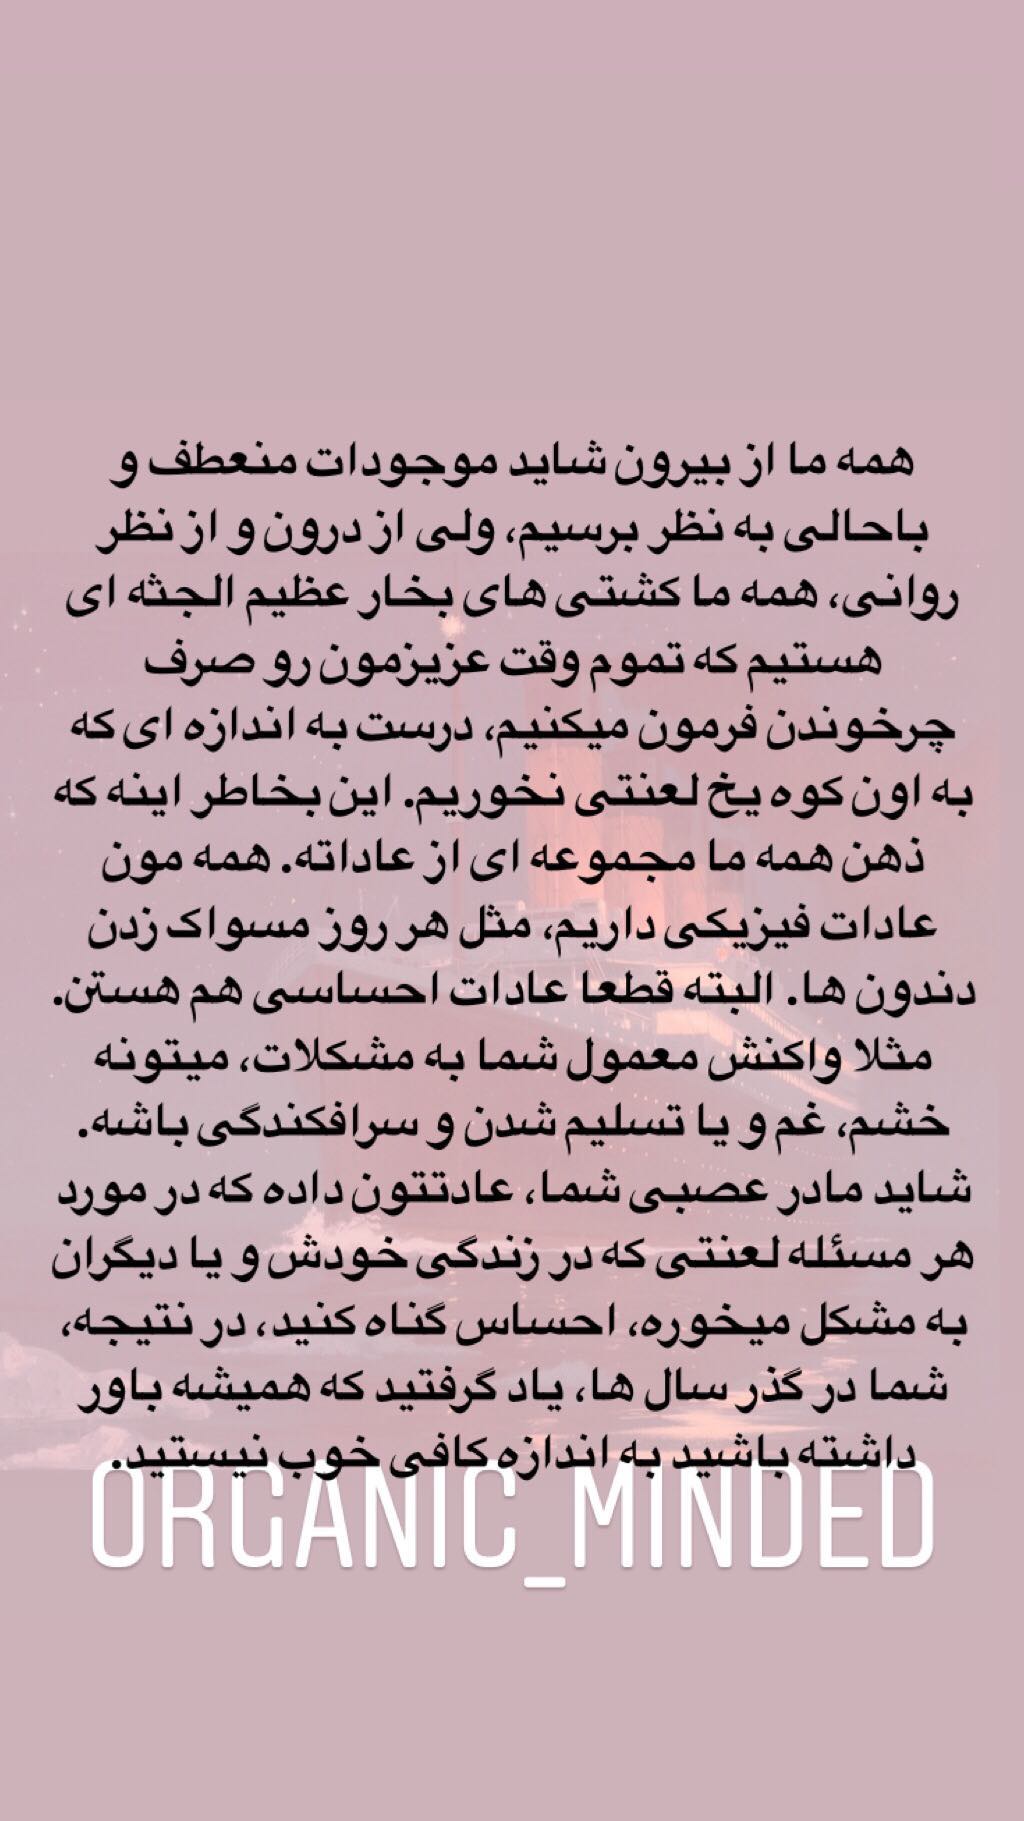 همه ما از بیرون شاید موجودات منعطف و
باحالی به نظر برسیم، ولی از درون و از نظر
روانی، همه ما کشتی های بخار عظیم الجثه ای
هستیم که تموم وقت عزیزمون رو صرف
چرخوندن فرمون میکنیم، درست به اندازه ای که
به اون کوه یخ لعنتی نخوریم. این بخاطر اینه که
ذهن همه ما مجموعه ای از عاداته. همه مون
عادات فیزیکی داریم، مثل هر روز مسواک زدن
دندون ها. البته قطعا عادات احساسی هم هستن.
مثلا واکنش معمول شما به مشکلات، میتونه
خشم، غم و یا تسلیم شدن و سرافکندگی باشه.
شاید مادر عصبی شما، عادتتون داده که در مورد
هر مسئله لعنتی که در زندگی خودش و یا دیگران
به مشکل میخوره، احساس گناه کنید، در نتیجه،
شما در گذر سال ها، یاد گرفتید که همیشه باور
داشته باشید به اندازه کافی خوب نیستید.
ORGANIC_MINDED